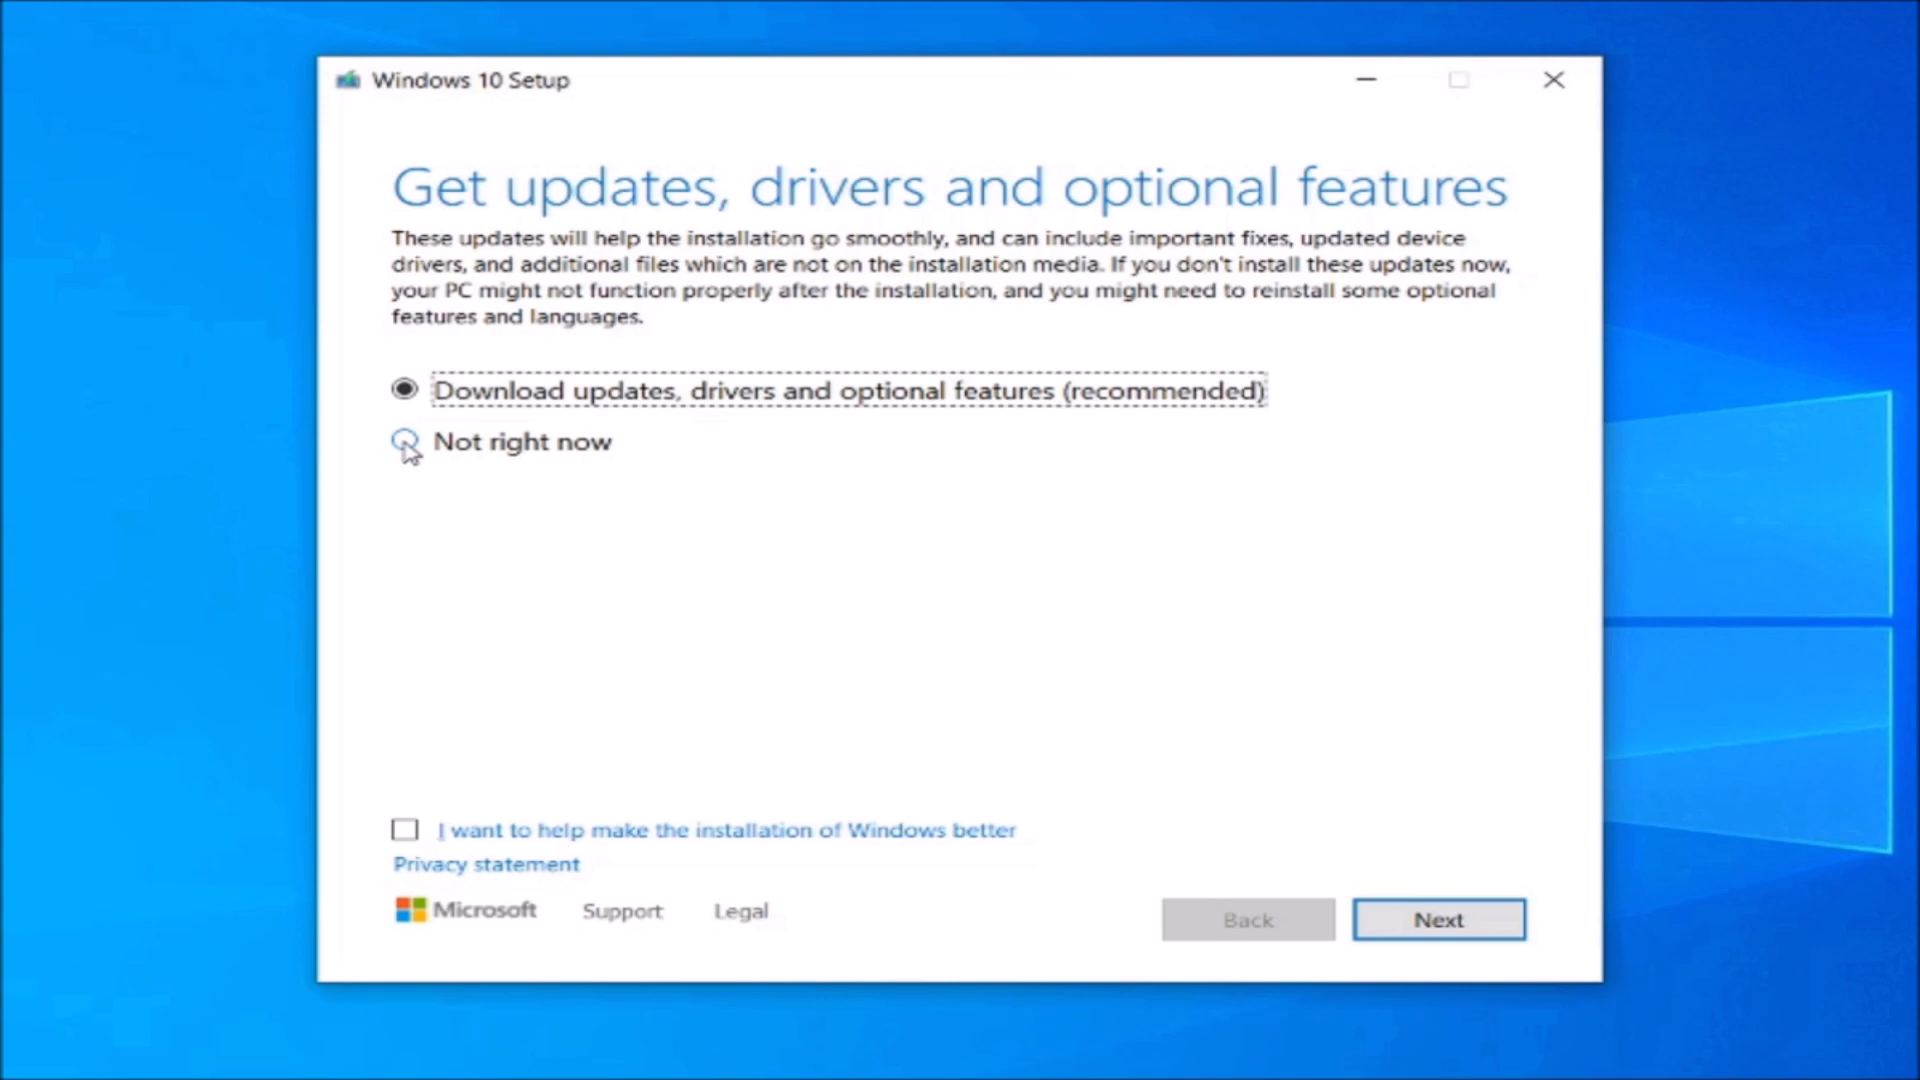 Windows 10 Setup
Get updates, drivers and optional features
These updates will help the installation go smoothly, and can include important fixes, updated device
drivers, and additional files which are not on the installation media. If you don't install these updates now,
your PC might not function properly after the installation, and you might need to reinstall some optional
features and languages.
Download updates, drivers and optional features (recommended)
Not right now
I want to help make the installation of Windows better
Privacy statement
Microsoft Support Legal
Back Next